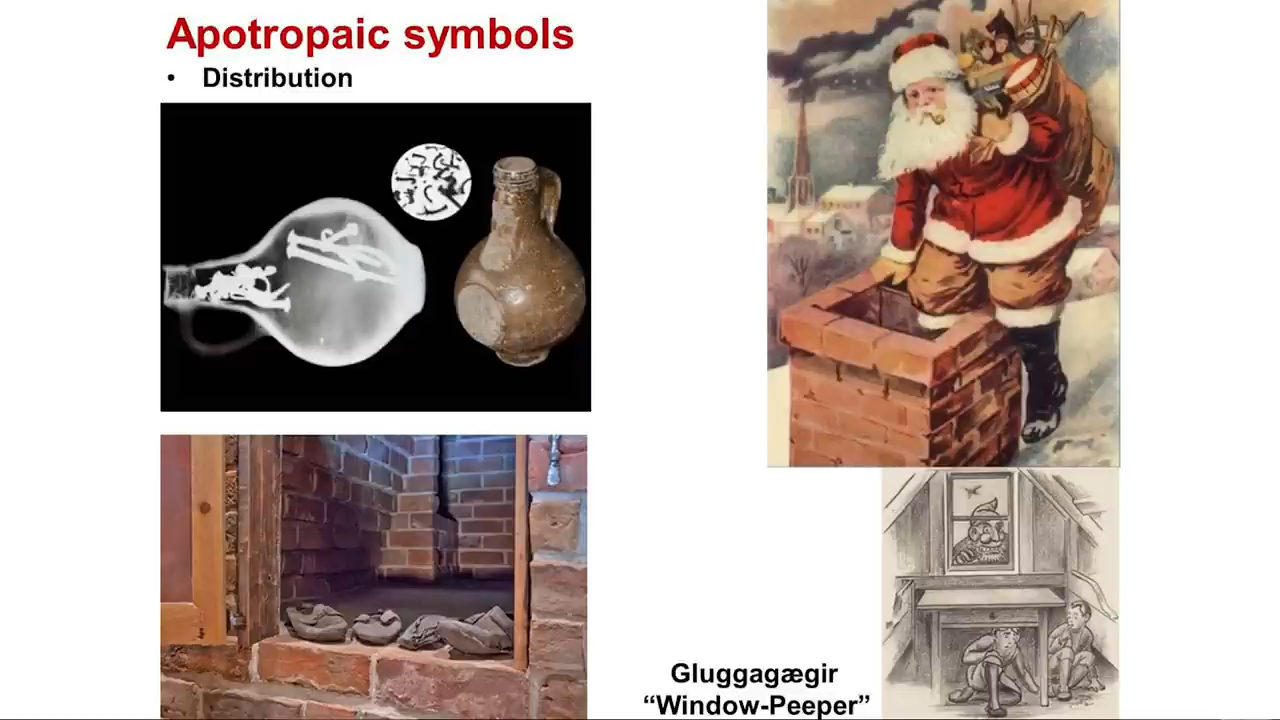 Apotropaic symbols
• Distribution
Gluggagægir
“Window-Peeper”